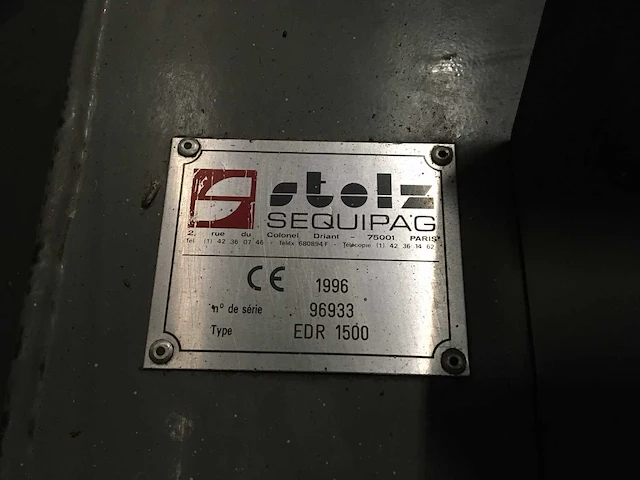 stolz
SEQUIPAG
2, rue du Colonel Driant - 75001 PARIS
Tel. (1) 42 36 07 46 - Telex 680894 F - Télécopie (1) 42 36 14 62
CE 1996
n° de série 96933
Type EDR 1500